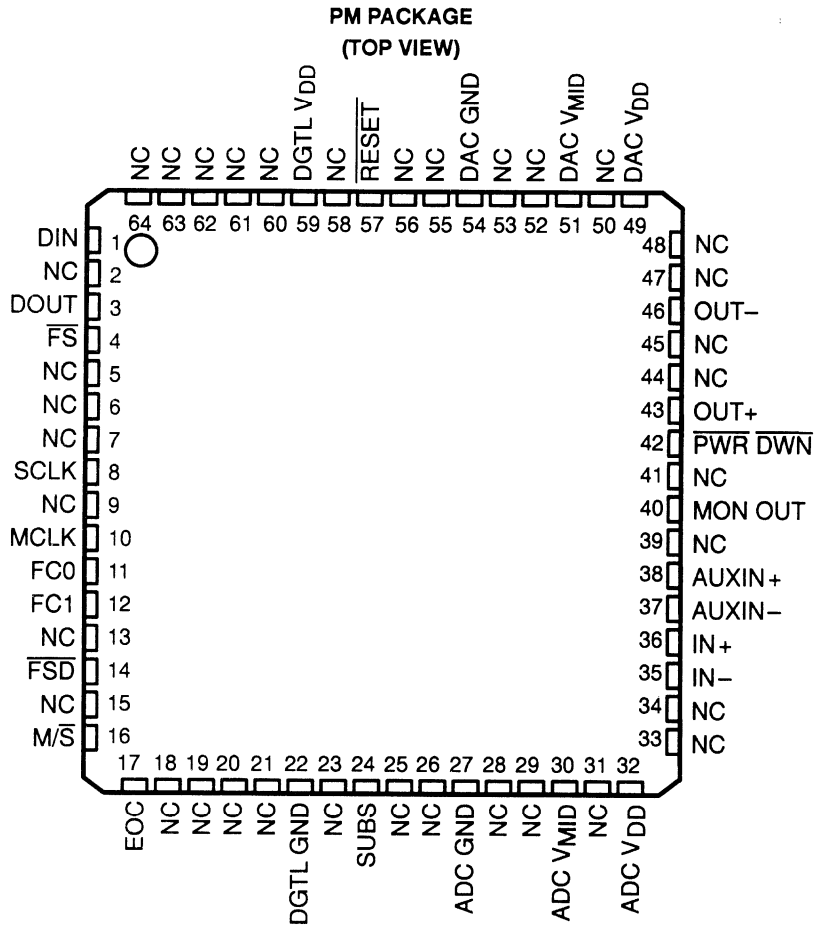 PM PACKAGE
(TOP VIEW)
NC NC NC NC NC DGTL VDD NC RESET NC NC DAC GND NC NC DAC VMID NC DAC VDD
64 63 62 61 60 59 58 57 56 55 54 53 52 51 50 49
DIN 1
NC 2
DOUT 3
FS 4
NC 5
NC 6
NC 7
SCLK 8
NC 9
MCLK 10
FC0 11
FC1 12
NC 13
FSD 14
NC 15
M/S 16
48 NC
47 NC
46 OUT−
45 NC
44 NC
43 OUT+
42 PWR DWN
41 NC
40 MON OUT
39 NC
38 AUXIN+
37 AUXIN−
36 IN+
35 IN−
34 NC
33 NC
17 18 19 20 21 22 23 24 25 26 27 28 29 30 31 32
EOC NC NC NC NC DGTL GND NC SUBS NC NC ADC GND NC NC ADC VMID NC ADC VDD